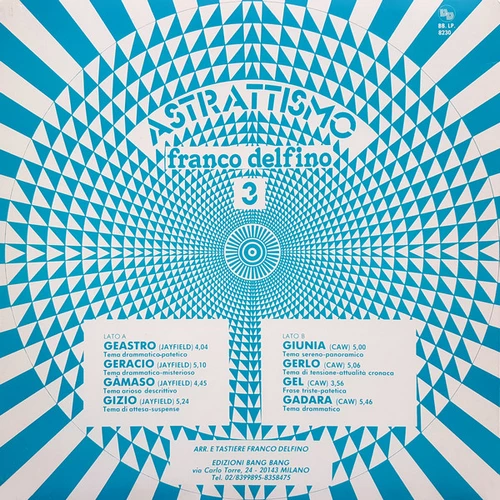 BB. LP.
8230
ASTRATTISMO
franco delfino
3
LATO A
GEASTRO (JAYFIELD) 4,04
Tema drammatico-patetico
GERACIO (JAYFIELD) 5,10
Tema drammatico-misterioso
GAMASO (JAYFIELD) 4,45
Tema arioso descrittivo
GIZIO (JAYFIELD) 5,24
Tema di attesa-suspense
LATO B
GIUNIA (CAW) 5,00
Tema sereno-panoramico
GERLO (CAW) 5,06
Tema di tensione-attualità cronaca
GEL (CAW) 3,56
Frase triste-patetica
GADARA (CAW) 5,46
Tema drammatico
ARR. E TASTIERE FRANCO DELFINO
EDIZIONI BANG BANG
via Carlo Torre, 24 - 20143 MILANO
Tel. 02/8399895-8358475